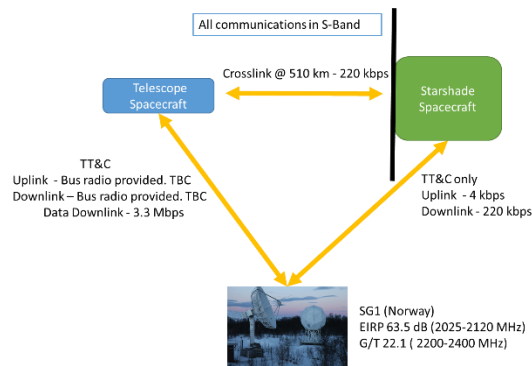 All communications in S-Band
Crosslink @ 510 km - 220 kbps
Telescope
Spacecraft
Starshade
Spacecraft
TT&C
Uplink - Bus radio provided. TBC
Downlink – Bus radio provided. TBC
Data Downlink - 3.3 Mbps
TT&C only
Uplink - 4 kbps
Downlink - 220 kbps
SG1 (Norway)
EIRP 63.5 dB (2025-2120 MHz)
G/T 22.1 ( 2200-2400 MHz)